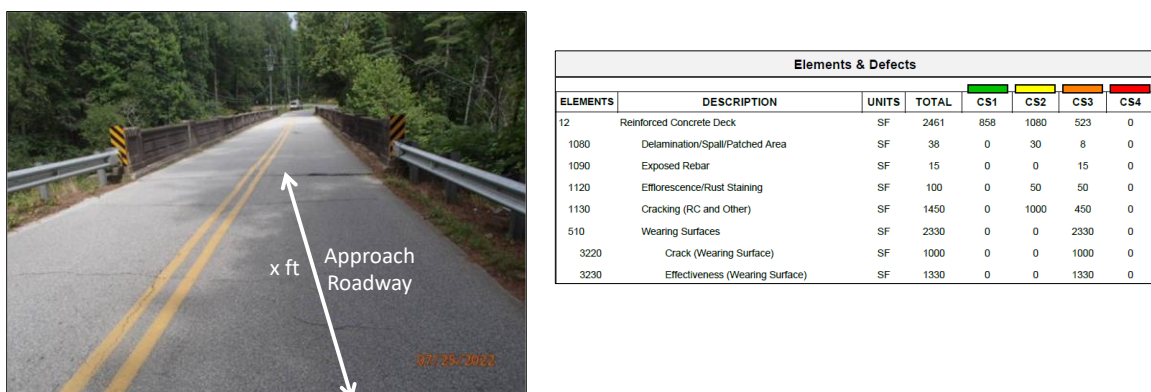 x ft
Approach
Roadway
07/25/2022
Elements & Defects
ELEMENTS DESCRIPTION UNITS TOTAL CS1 CS2 CS3 CS4
12 Reinforced Concrete Deck SF 2461 858 1080 523 0
1080 Delamination/Spall/Patched Area SF 38 0 30 8 0
1090 Exposed Rebar SF 15 0 0 15 0
1120 Efflorescence/Rust Staining SF 100 0 50 50 0
1130 Cracking (RC and Other) SF 1450 0 1000 450 0
510 Wearing Surfaces SF 2330 0 0 2330 0
3220 Crack (Wearing Surface) SF 1000 0 0 1000 0
3230 Effectiveness (Wearing Surface) SF 1330 0 0 1330 0